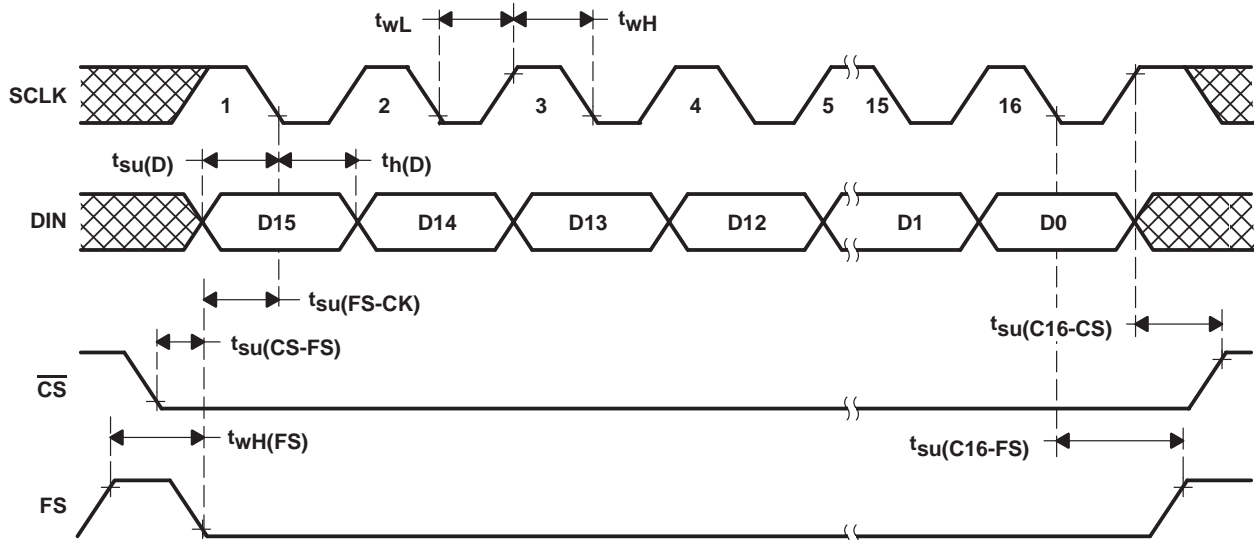 twL
twH
SCLK
1
2
3
4
5
15
16
tsu(D)
th(D)
DIN
D15
D14
D13
D12
D1
D0
tsu(FS-CK)
tsu(CS-FS)
tsu(C16-CS)
CS
twH(FS)
tsu(C16-FS)
FS